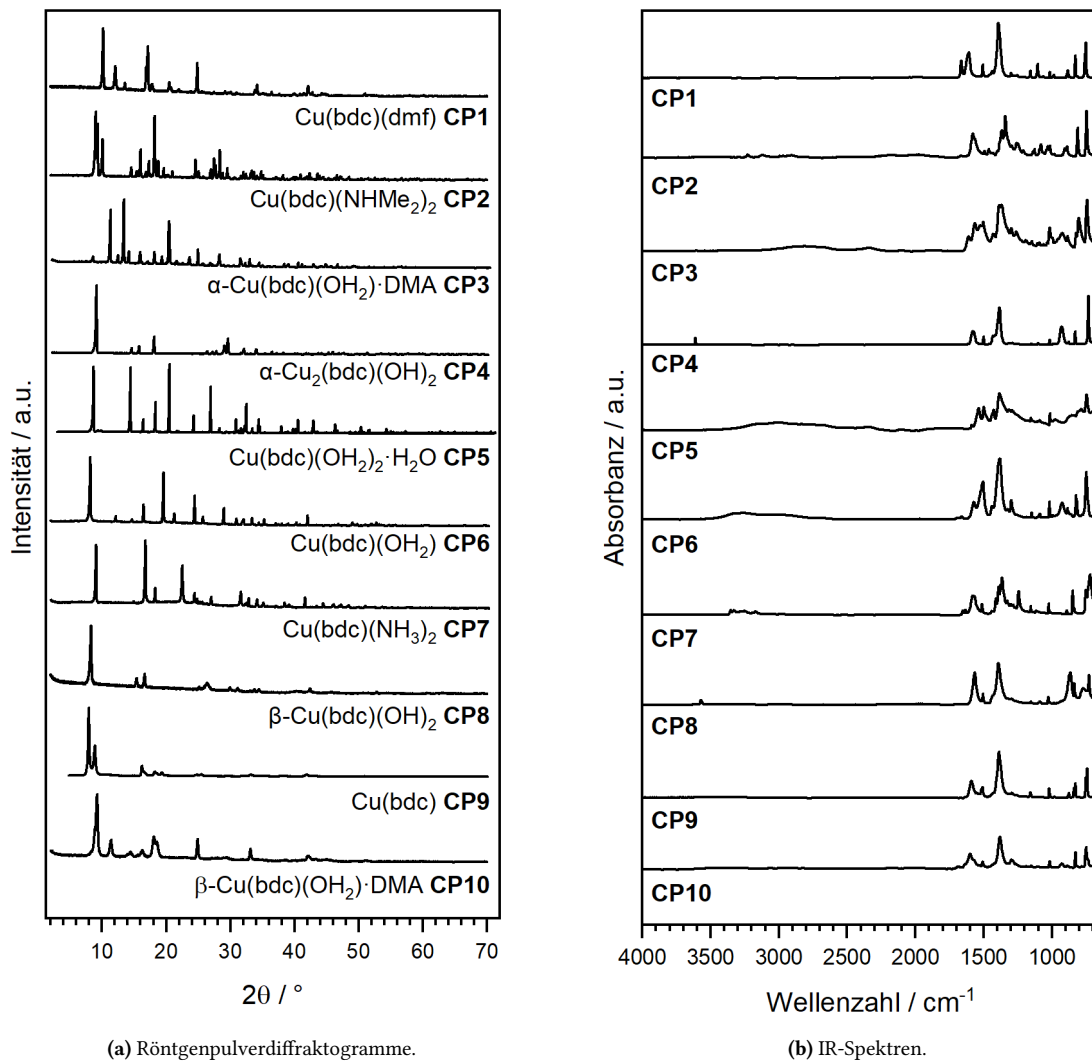 Intensität / a.u.
Cu(bdc)(dmf) CP1
Cu(bdc)(NHMe₂)₂ CP2
α-Cu(bdc)(OH₂)·DMA CP3
α-Cu₂(bdc)(OH)₂ CP4
Cu(bdc)(OH₂)₂·H₂O CP5
Cu(bdc)(OH₂) CP6
Cu(bdc)(NH₃)₂ CP7
β-Cu(bdc)(OH)₂ CP8
Cu(bdc) CP9
β-Cu(bdc)(OH₂)·DMA CP10
10 20 30 40 50 60 70
2θ / °
(a) Röntgenpulverdiffraktogramme.
Absorbanz / a.u.
CP1
CP2
CP3
CP4
CP5
CP6
CP7
CP8
CP9
CP10
4000 3500 3000 2500 2000 1500 1000
Wellenzahl / cm⁻¹
(b) IR-Spektren.